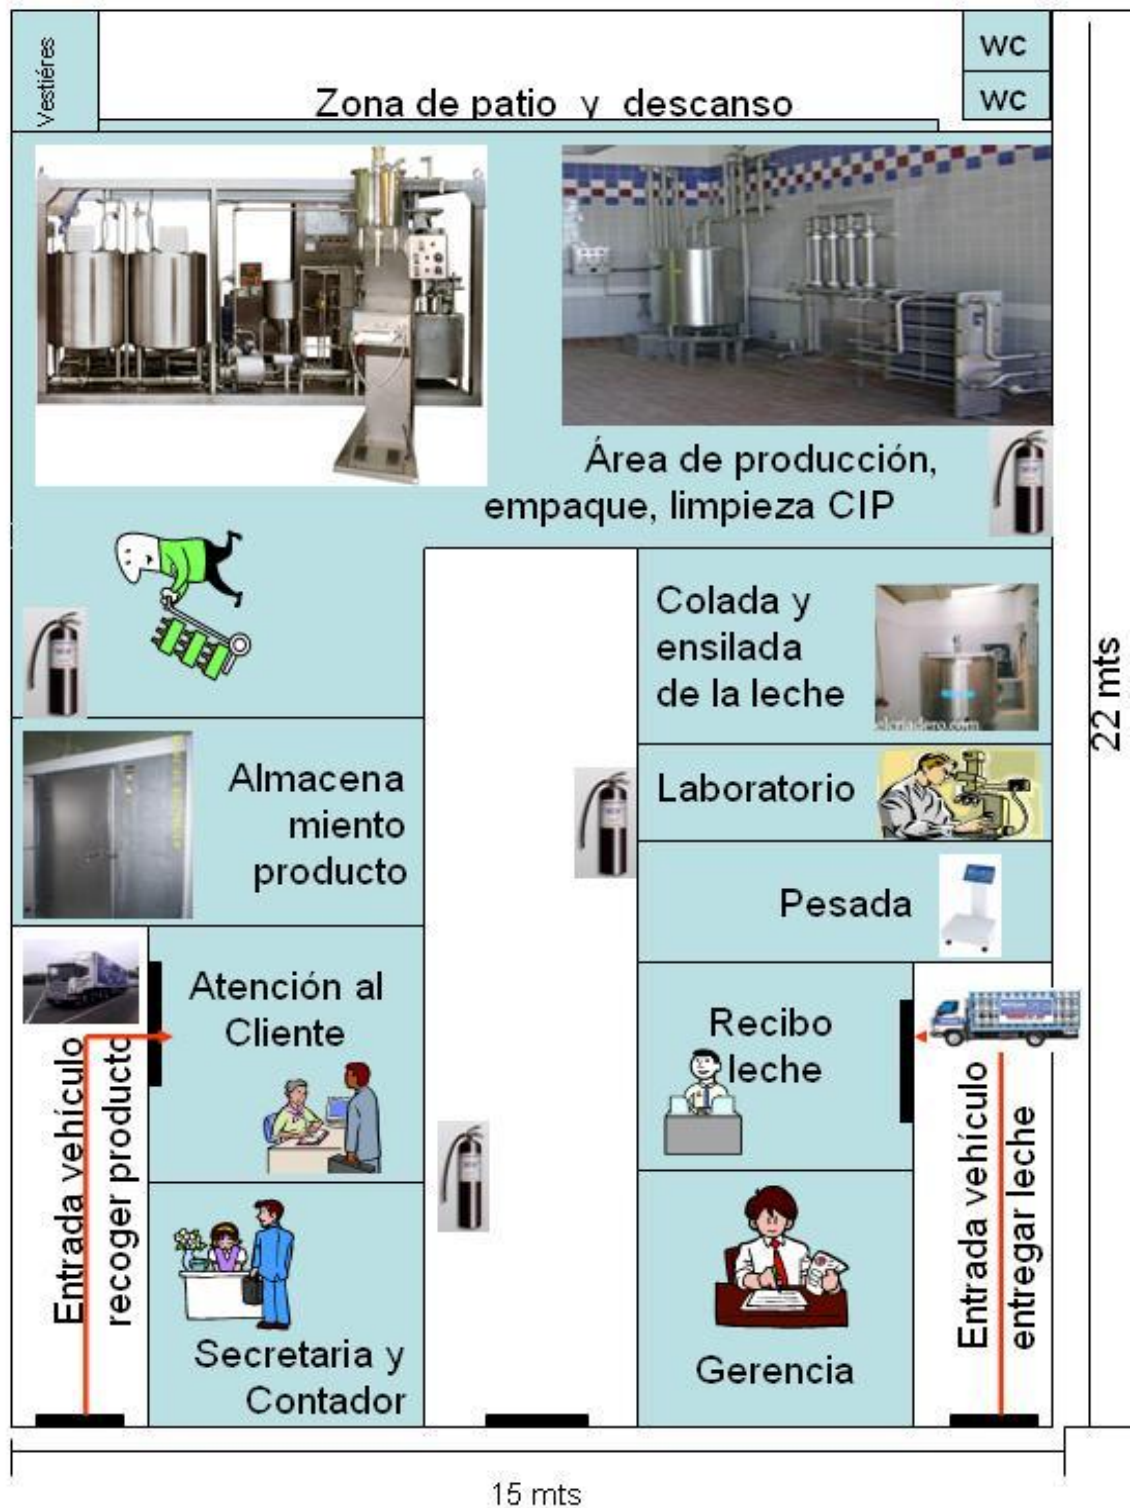 Vestiéres
wc
wc
Zona de patio y descanso
Área de producción,
empaque, limpieza CIP
Colada y
ensilada
de la leche
elcriadero.com
22 mts
Almacena
miento
producto
Laboratorio
Pesada
Atención al
Cliente
Recibo
leche
Entrada vehículo
recoger producto
Entrada vehículo
entregar leche
Secretaria y
Contador
Gerencia
15 mts